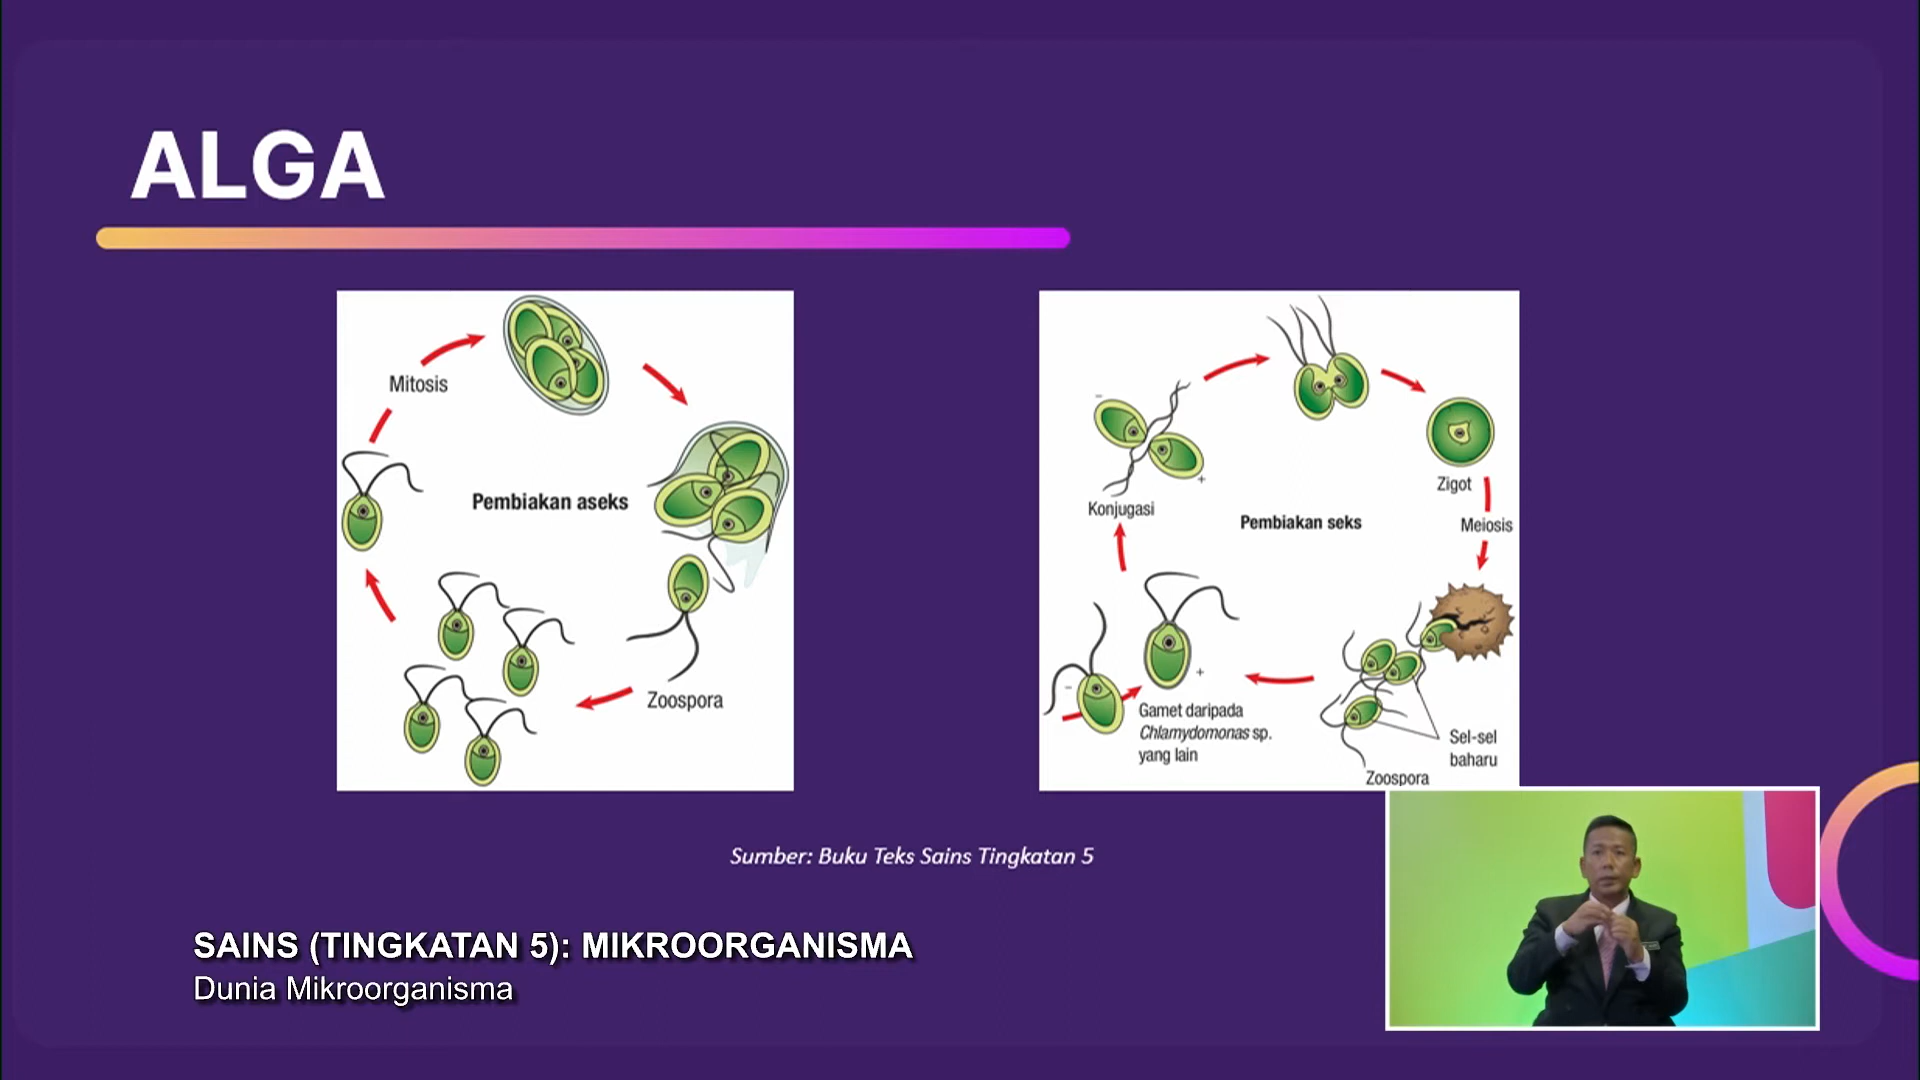 ALGA
Mitosis
Pembiakan aseks
Zoospora
−
+
Konjugasi
Zigot
Meiosis
Pembiakan seks
−
+
Gamet daripada
Chlamydomonas sp.
yang lain
Sel-sel
baharu
Zoospora
Sumber: Buku Teks Sains Tingkatan 5
SAINS (TINGKATAN 5): MIKROORGANISMA
Dunia Mikroorganisma